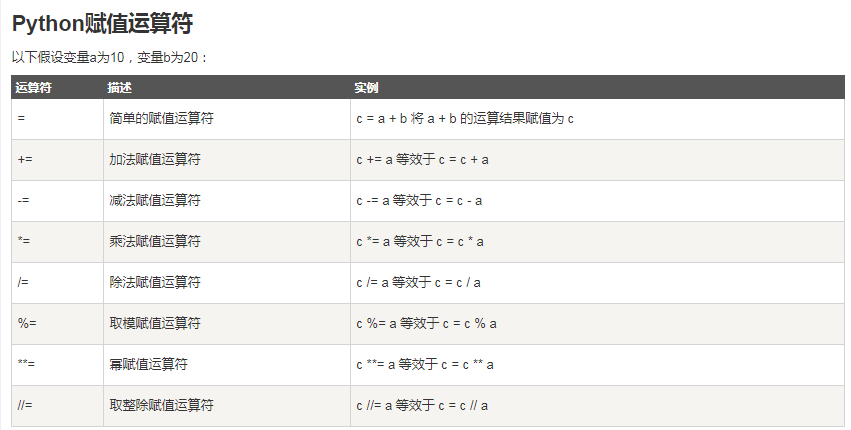 Python赋值运算符
以下假设变量a为10，变量b为20：
运算符 描述 实例
= 简单的赋值运算符 c = a + b 将 a + b 的运算结果赋值为 c
+= 加法赋值运算符 c += a 等效于 c = c + a
-= 减法赋值运算符 c -= a 等效于 c = c - a
*= 乘法赋值运算符 c *= a 等效于 c = c * a
/= 除法赋值运算符 c /= a 等效于 c = c / a
%= 取模赋值运算符 c %= a 等效于 c = c % a
**= 幂赋值运算符 c **= a 等效于 c = c ** a
//= 取整除赋值运算符 c //= a 等效于 c = c // a